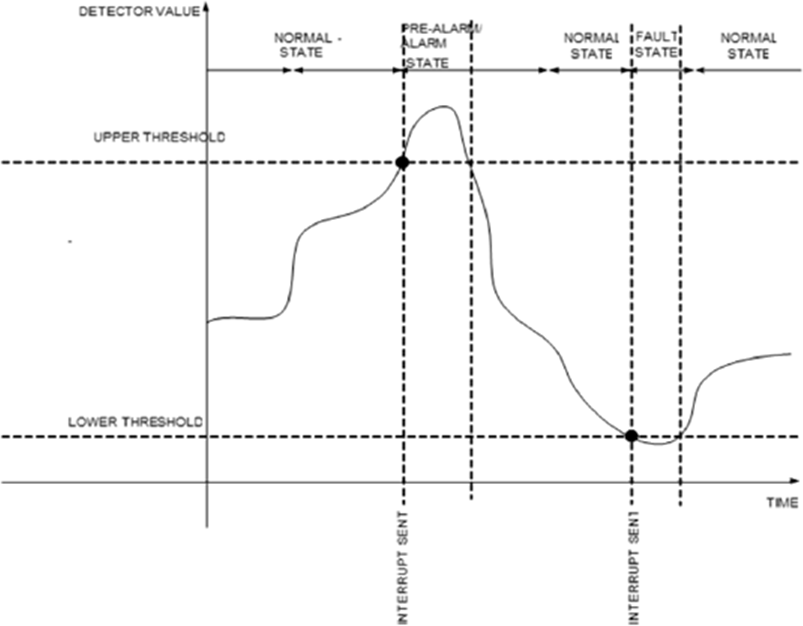 DETECTOR VALUE
NORMAL -
STATE
PRE-ALARM/
ALARM
STATE
NORMAL
STATE
FAULT
STATE
NORMAL
STATE
UPPER THRESHOLD
LOWER THRESHOLD
TIME
INTERRUPT SENT
INTERRUPT SENT